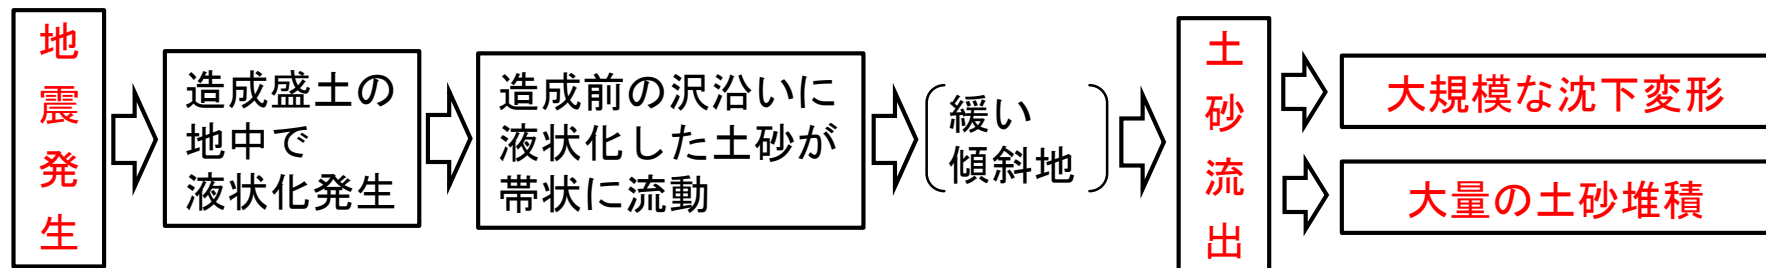 地震発生
造成盛土の
地中で
液状化発生
造成前の沢沿いに
液状化した土砂が
帯状に流動
緩い
傾斜地
土砂流出
大規模な沈下変形
大量の土砂堆積